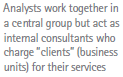 Analysts work together in
a central group but act as
internal consultants who
charge “clients” (business
units) for their services